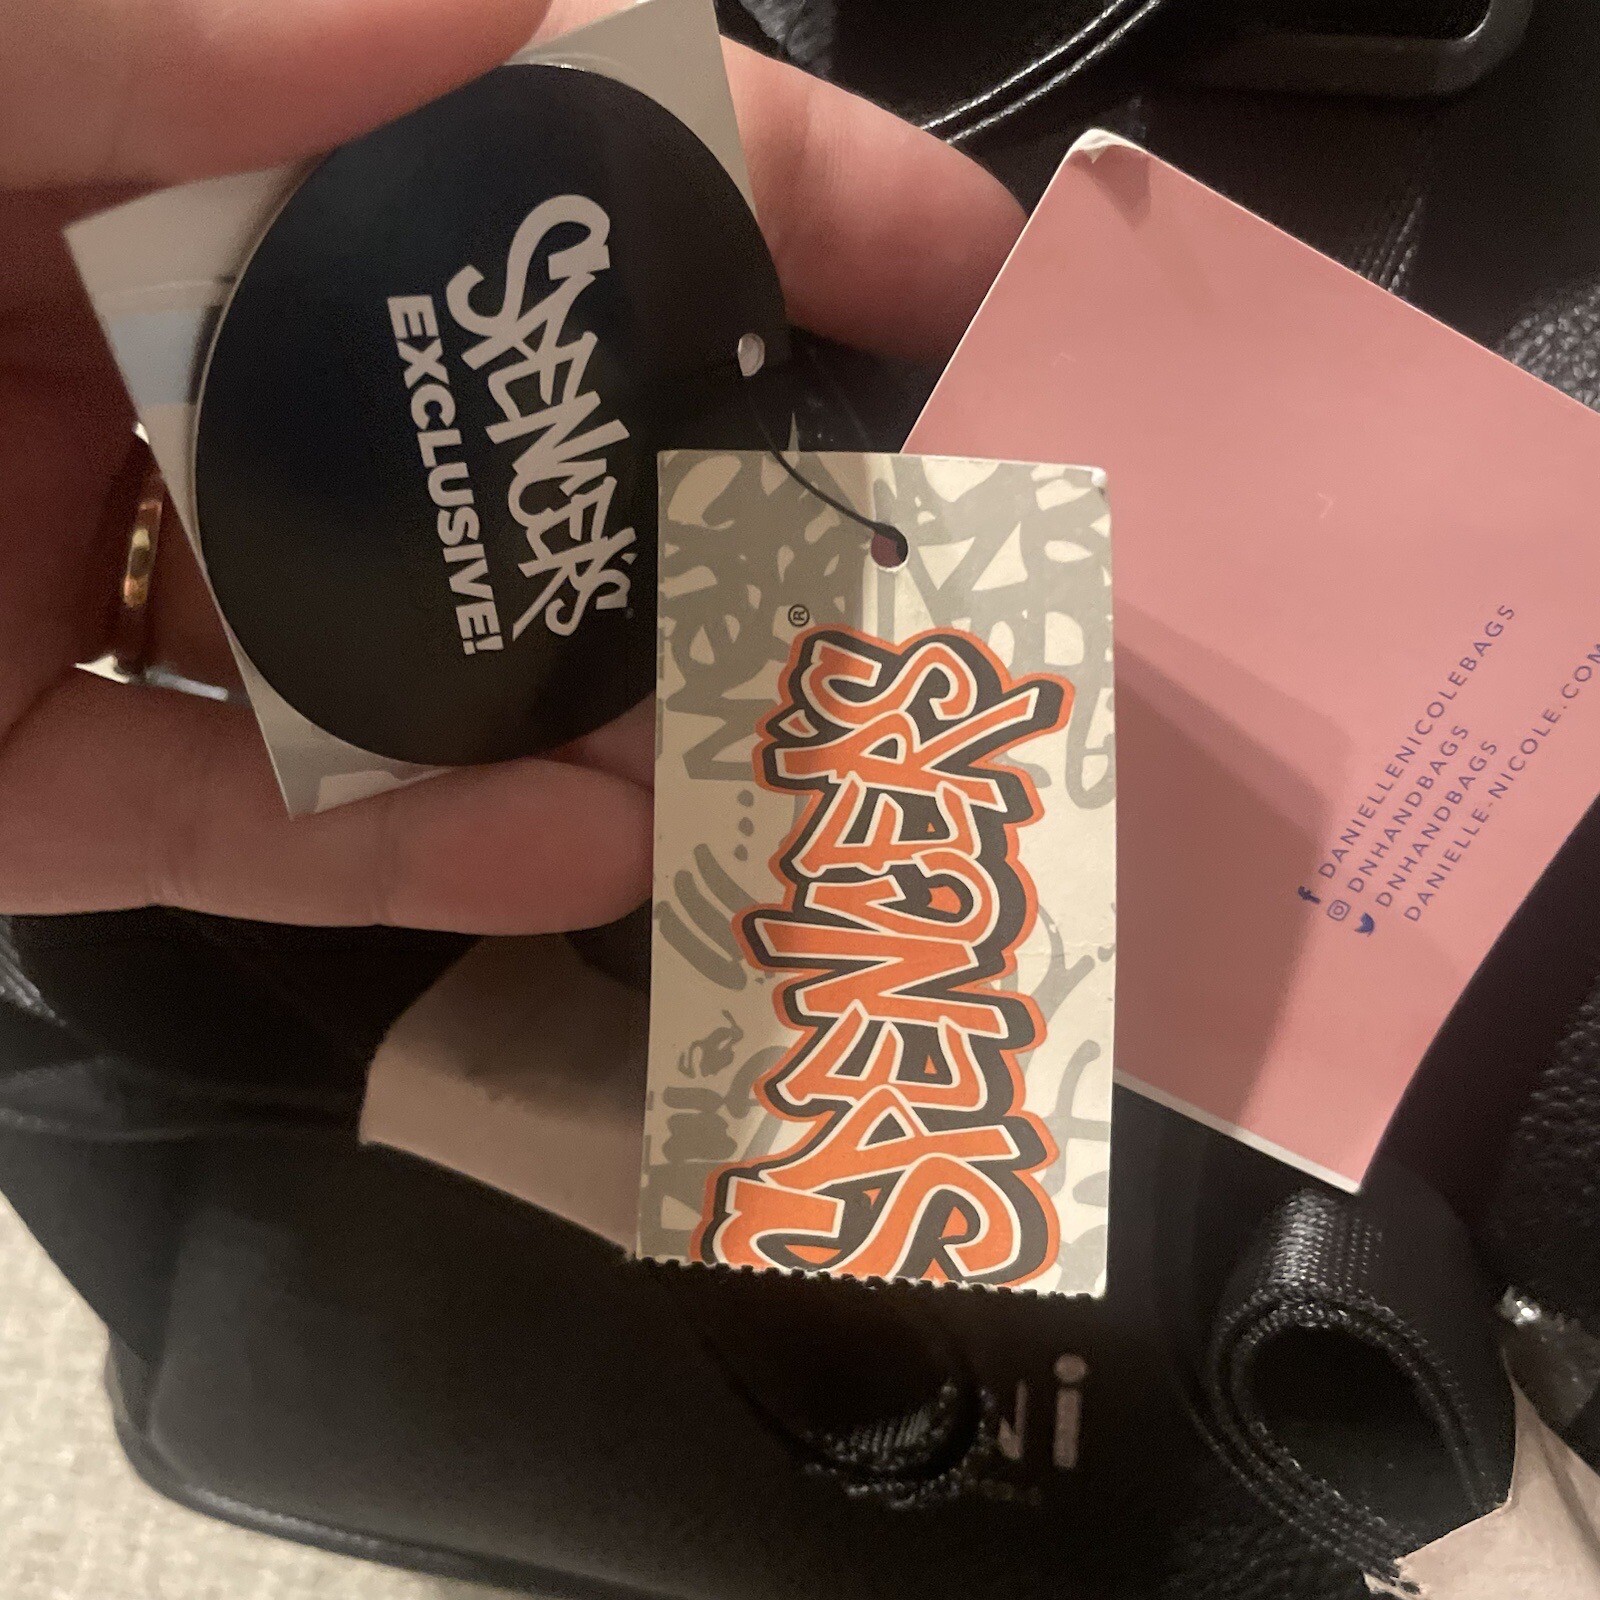 SPENCER'S
EXCLUSIVE!
SPENCER'S®
DANIELLENICOLEBAGS
DNHANDBAGS
DNHANDBAGS
DANIELLE-NICOLE.COM